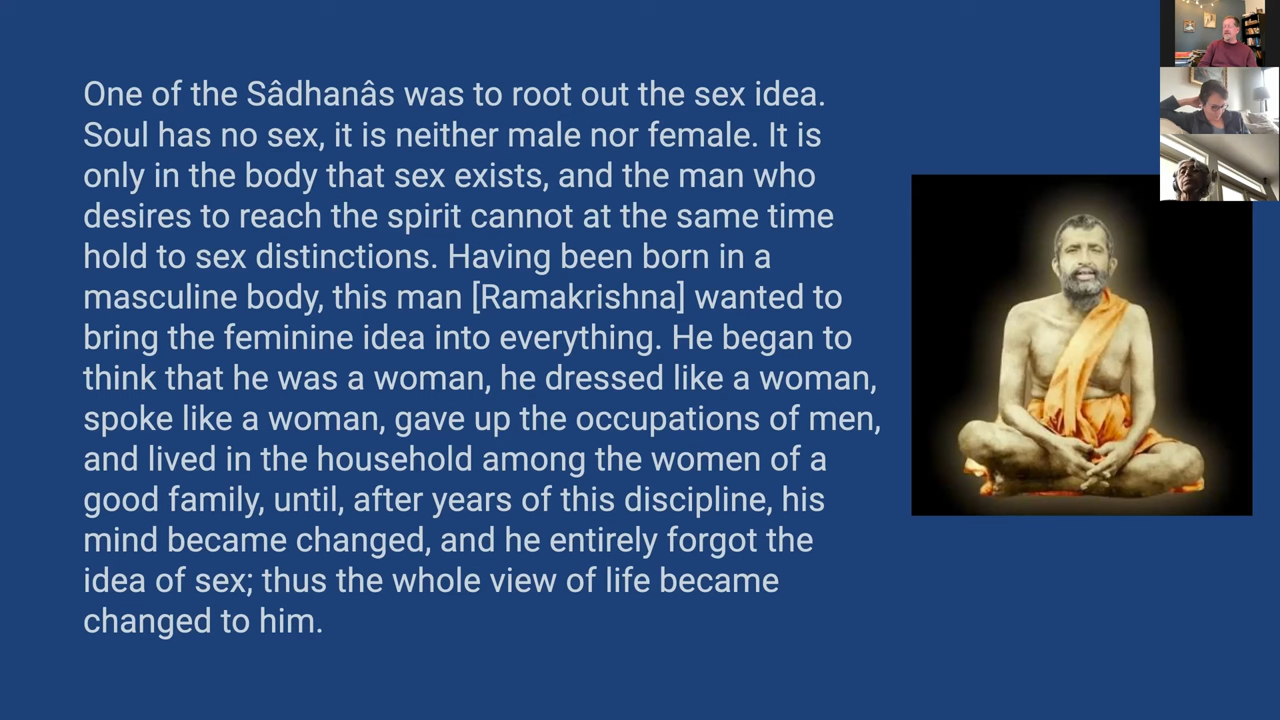 One of the Sâdhanâs was to root out the sex idea.
Soul has no sex, it is neither male nor female. It is
only in the body that sex exists, and the man who
desires to reach the spirit cannot at the same time
hold to sex distinctions. Having been born in a
masculine body, this man [Ramakrishna] wanted to
bring the feminine idea into everything. He began to
think that he was a woman, he dressed like a woman,
spoke like a woman, gave up the occupations of men,
and lived in the household among the women of a
good family, until, after years of this discipline, his
mind became changed, and he entirely forgot the
idea of sex; thus the whole view of life became
changed to him.